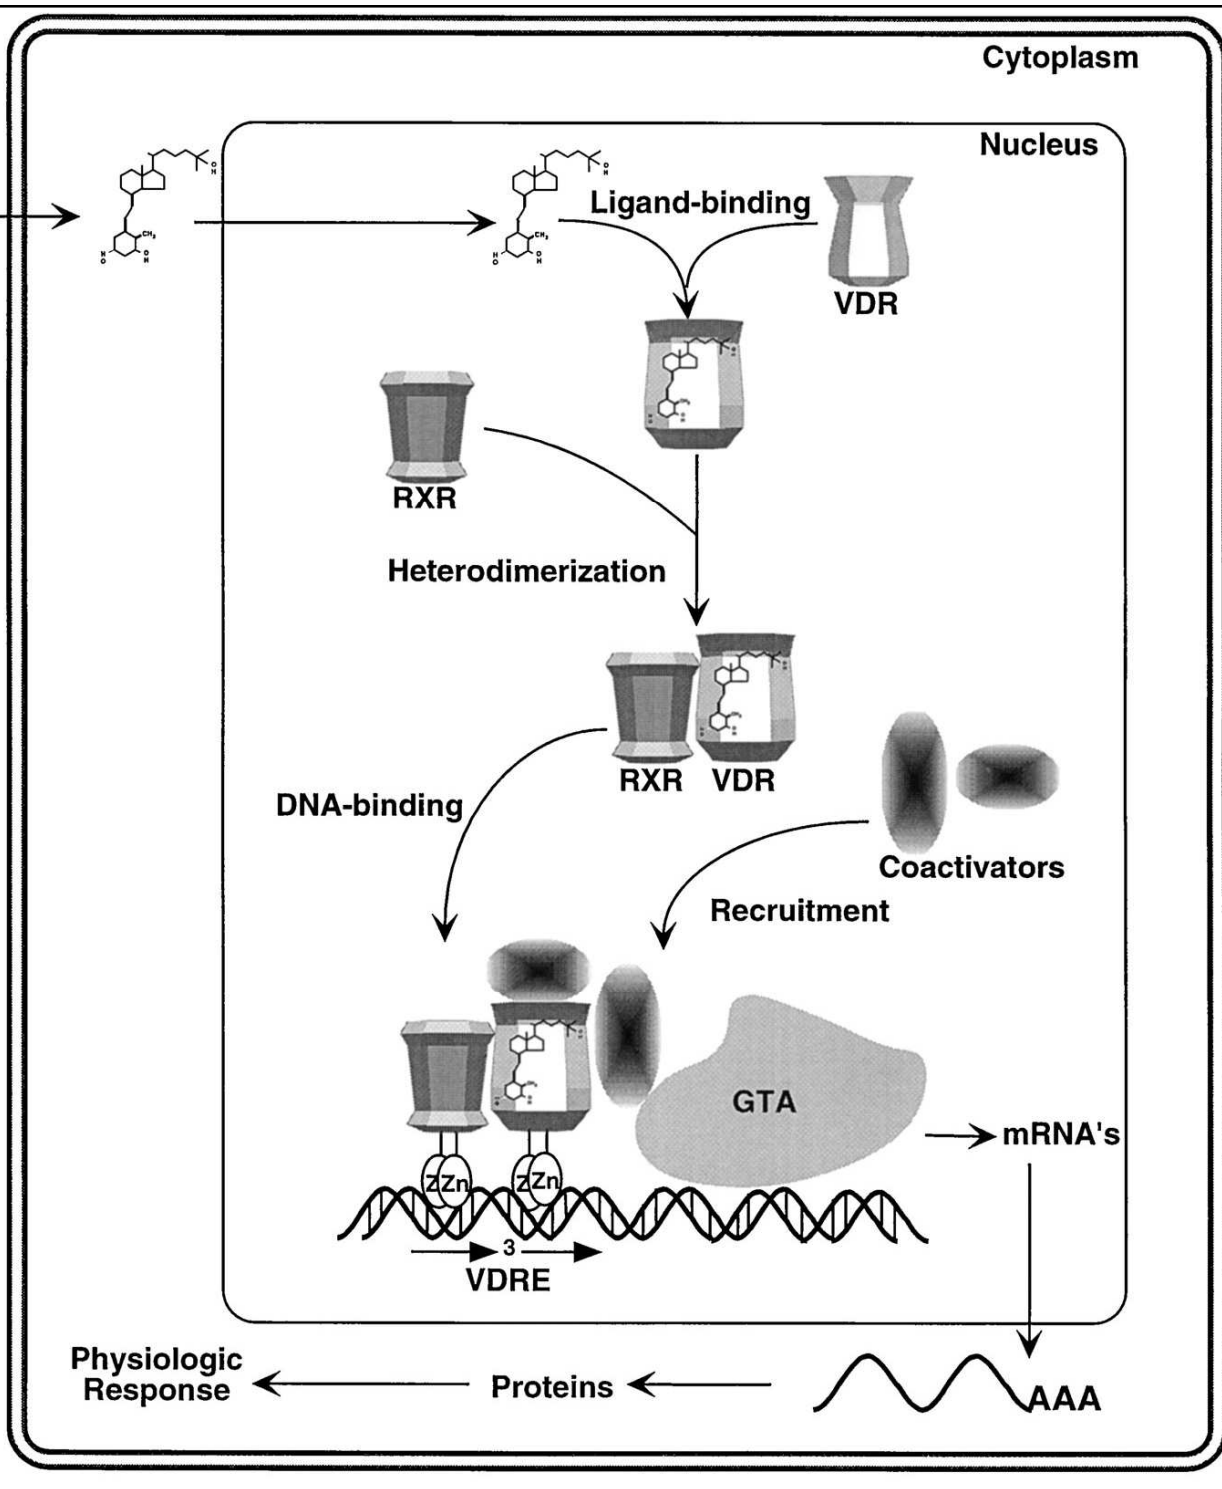 Cytoplasm
Nucleus
Ligand-binding
VDR
RXR
Heterodimerization
RXR VDR
DNA-binding
Coactivators
Recruitment
GTA
mRNA's
Z Zn Z Zn
3
VDRE
Physiologic
Response
Proteins
AAA